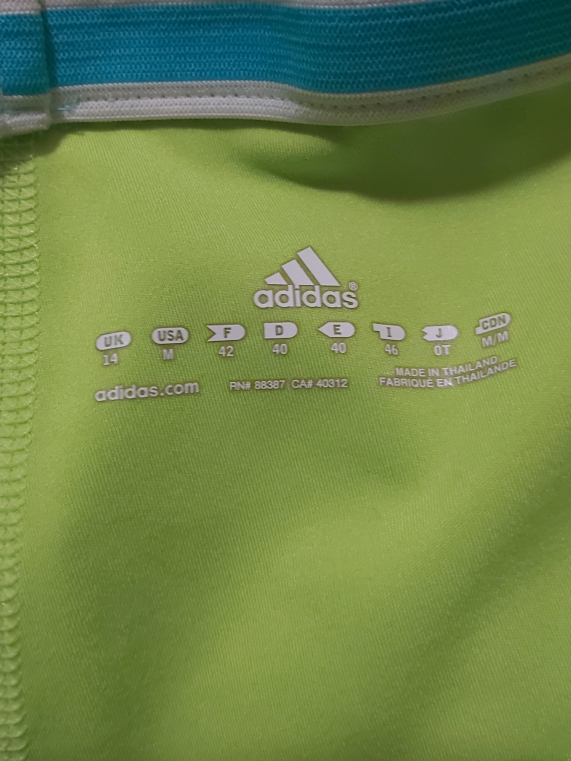 adidas®
UK USA F D E I J CDN
14 M 42 40 40 46 OT M/M
adidas.com RN# 88387 CA# 40312 MADE IN THAILAND
FABRIQUÉ EN THAÏLANDE